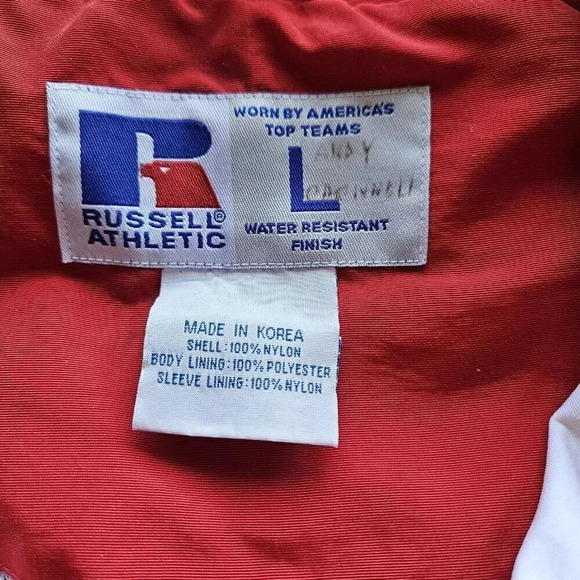 WORN BY AMERICA'S
TOP TEAMS
R
L
ANDY
RUSSELL®
ATHLETIC
WATER RESISTANT
FINISH
MADE IN KOREA
SHELL: 100% NYLON
BODY LINING: 100% POLYESTER
SLEEVE LINING: 100% NYLON